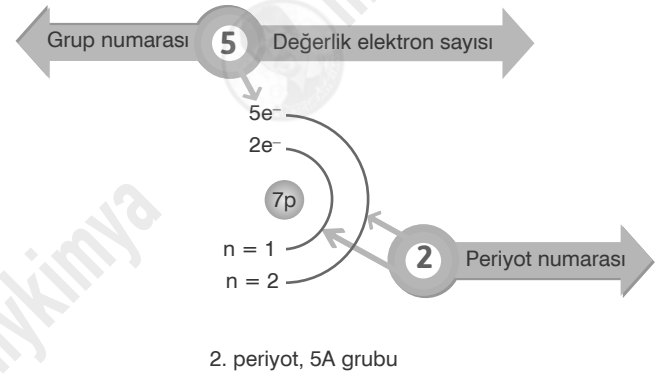 Grup numarası 5 Değerlik elektron sayısı
5e⁻
2e⁻
7p
n = 1
n = 2
2 Periyot numarası
2. periyot, 5A grubu